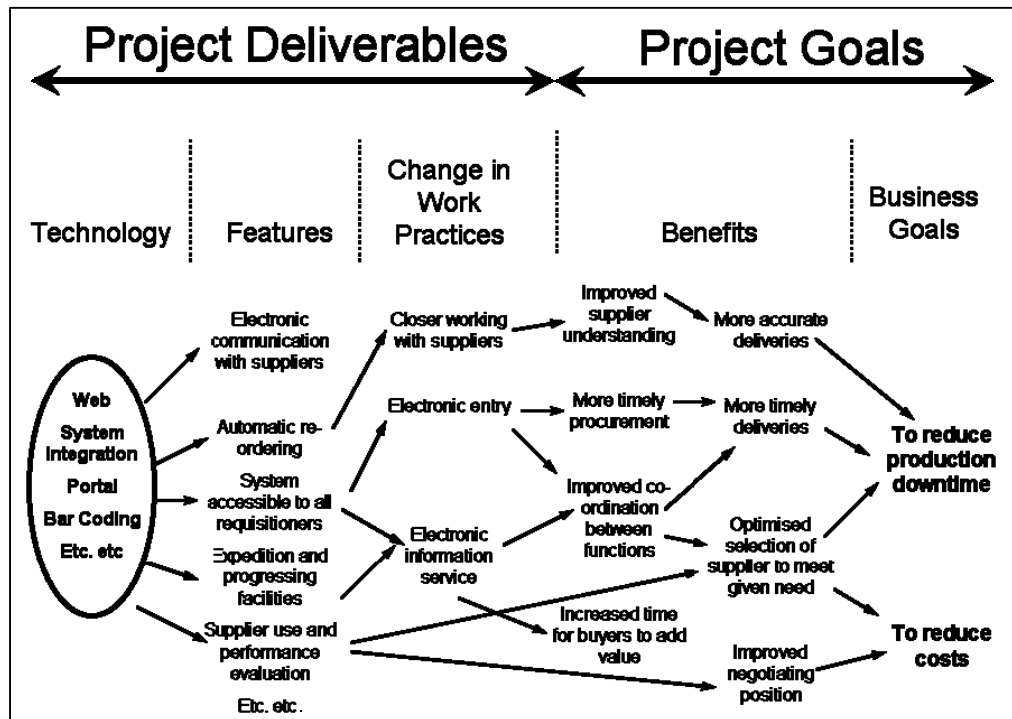 Project Deliverables
Project Goals
Technology
Features
Change in
Work
Practices
Benefits
Business
Goals
Web
System
Integration
Portal
Bar Coding
Etc. etc
Electronic
communication
with suppliers
Automatic re-
ordering
System
accessible to all
requisitioners
Expedition and
progressing
facilities
Supplier use and
performance
evaluation
Etc. etc.
Closer working
with suppliers
Electronic entry
Electronic
information
service
Improved
supplier
understanding
More timely
procurement
Improved co-
ordination
between
functions
Increased time
for buyers to add
value
More accurate
deliveries
More timely
deliveries
Optimised
selection of
supplier to meet
given need
Improved
negotiating
position
To reduce
production
downtime
To reduce
costs